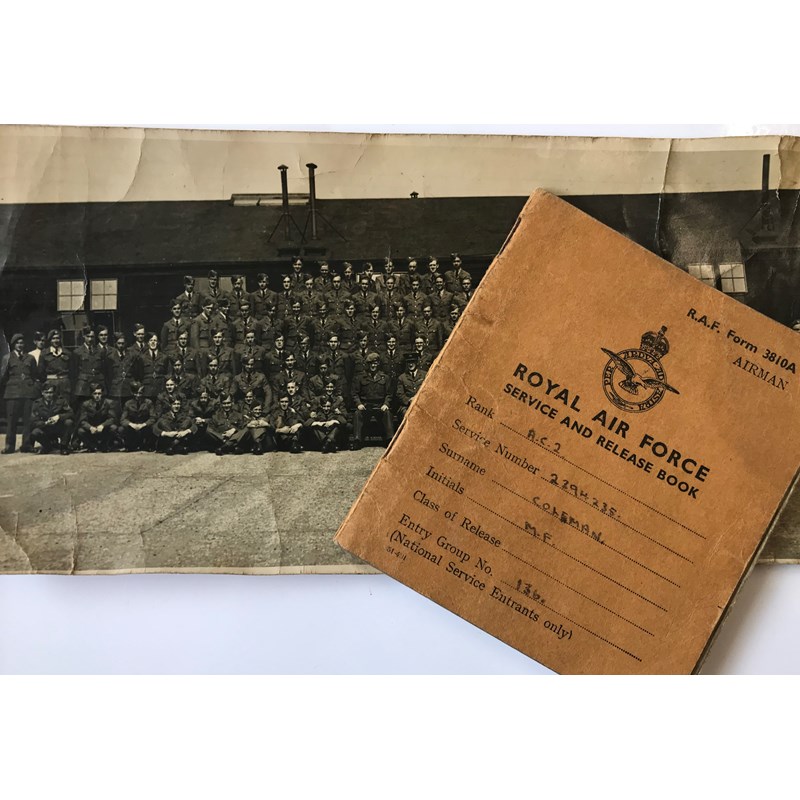 R.A.F. Form 3810A
AIRMAN
ROYAL AIR FORCE
SERVICE AND RELEASE BOOK
Rank A.C.2
Service Number 2294235.
Surname COLEMAN.
Initials M.F.
Class of Release
Entry Group No. 136.
(National Service Entrants only)